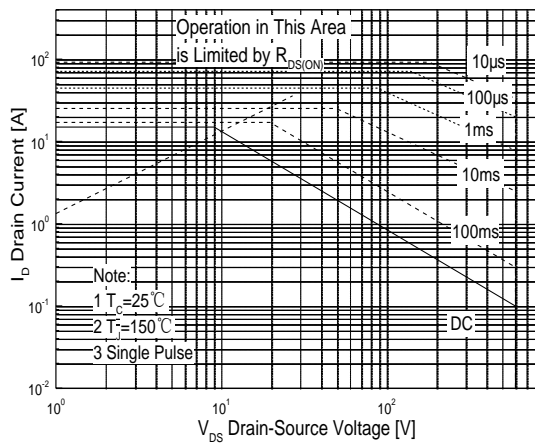 Operation in This Area
is Limited by R_DS(ON)
10µs
100µs
1ms
10ms
100ms
DC
Note:
1 T_C=25℃
2 T_J=150℃
3 Single Pulse
I_D Drain Current [A]
10^2
10^1
10^0
10^-1
10^-2
10^0
10^1
10^2
V_DS Drain-Source Voltage [V]